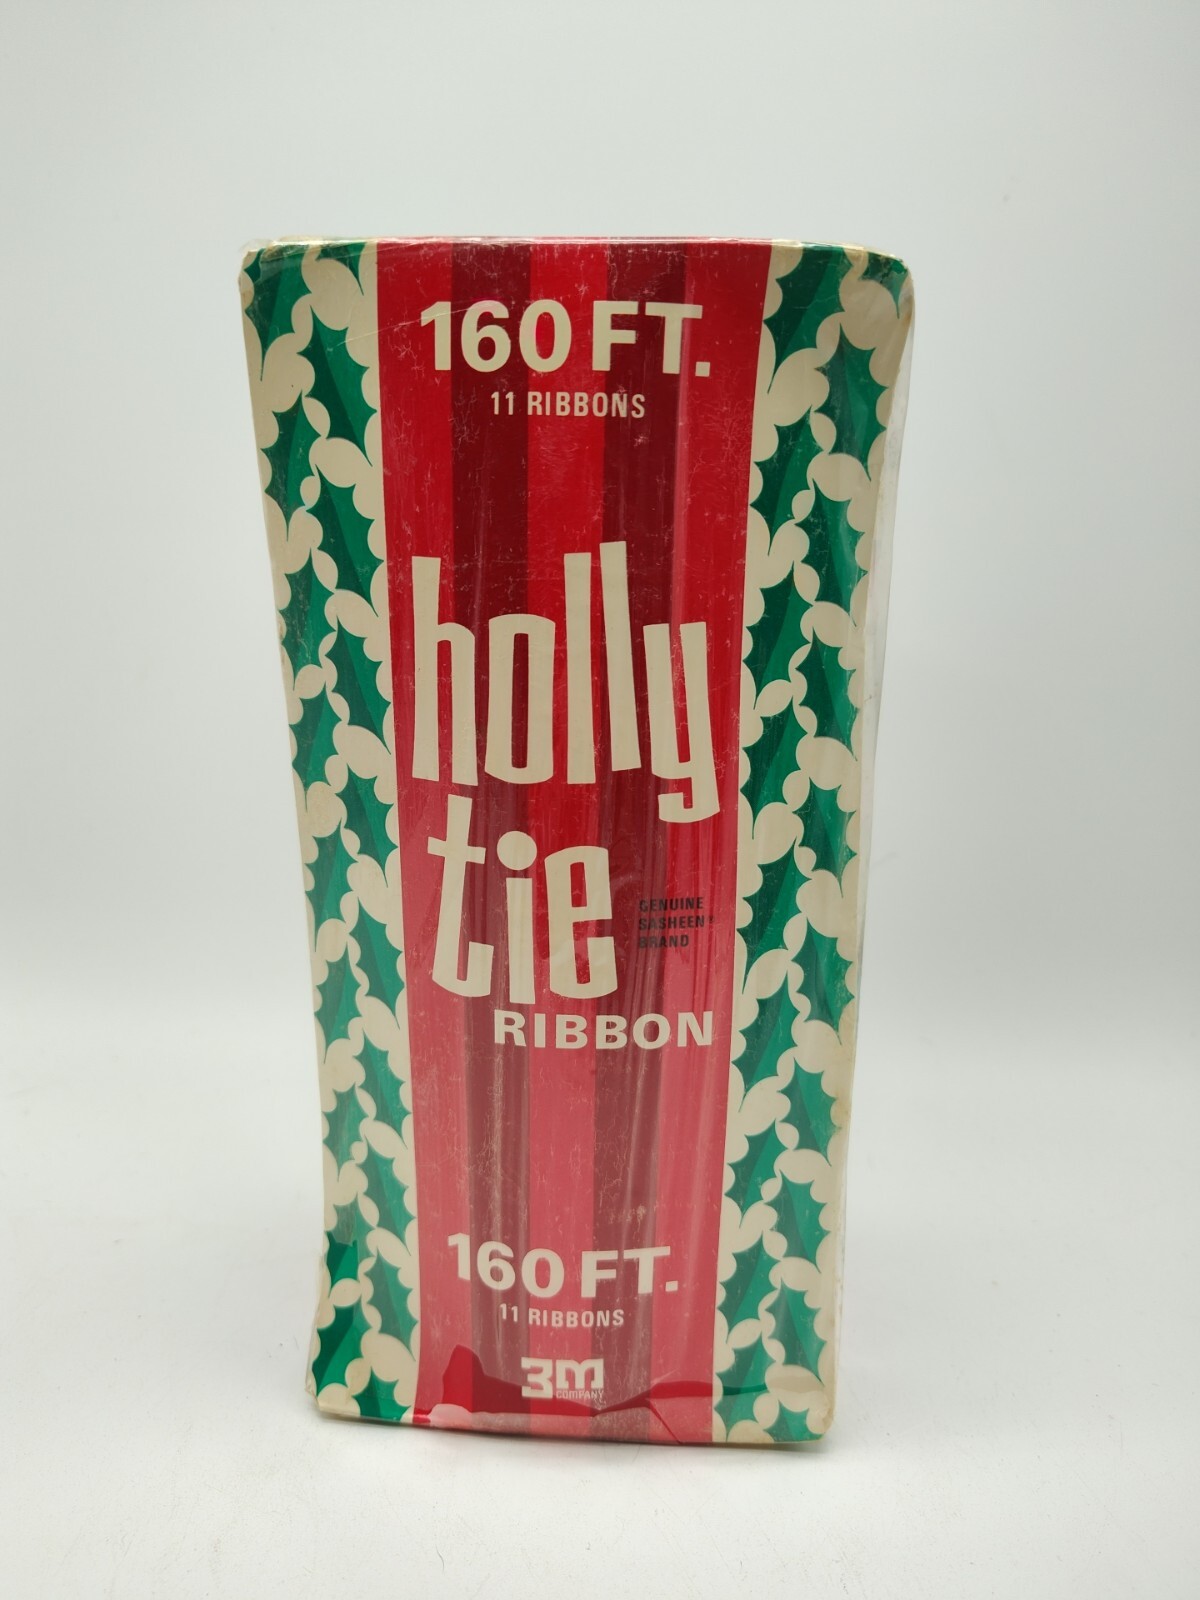 160 FT.
11 RIBBONS
holly
tie
GENUINE
SASHEEN®
BRAND
RIBBON
160 FT.
11 RIBBONS
3M
COMPANY